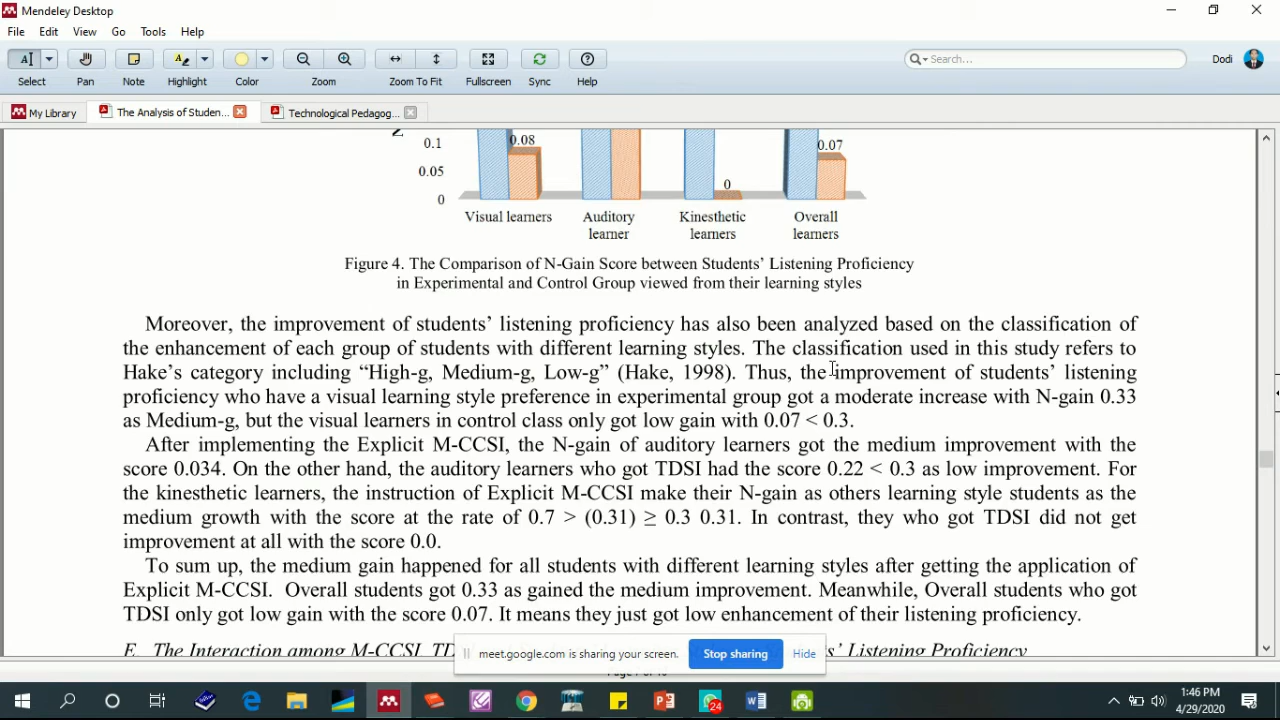 Mendeley Desktop
File Edit View Go Tools Help
Select Pan Note Highlight Color Zoom Zoom To Fit Fullscreen Sync Help
Search... Dodi
My Library The Analysis of Studen... Technological Pedagog...
0.1
0.05
0
0.08
0
0.07
Visual learners Auditory learner Kinesthetic learners Overall learners
Figure 4. The Comparison of N-Gain Score between Students' Listening Proficiency
in Experimental and Control Group viewed from their learning styles
Moreover, the improvement of students' listening proficiency has also been analyzed based on the classification of
the enhancement of each group of students with different learning styles. The classification used in this study refers to
Hake's category including “High-g, Medium-g, Low-g” (Hake, 1998). Thus, the improvement of students' listening
proficiency who have a visual learning style preference in experimental group got a moderate increase with N-gain 0.33
as Medium-g, but the visual learners in control class only got low gain with 0.07 < 0.3.
After implementing the Explicit M-CCSI, the N-gain of auditory learners got the medium improvement with the
score 0.034. On the other hand, the auditory learners who got TDSI had the score 0.22 < 0.3 as low improvement. For
the kinesthetic learners, the instruction of Explicit M-CCSI make their N-gain as others learning style students as the
medium growth with the score at the rate of 0.7 > (0.31) ≥ 0.3 0.31. In contrast, they who got TDSI did not get
improvement at all with the score 0.0.
To sum up, the medium gain happened for all students with different learning styles after getting the application of
Explicit M-CCSI. Overall students got 0.33 as gained the medium improvement. Meanwhile, Overall students who got
TDSI only got low gain with the score 0.07. It means they just got low enhancement of their listening proficiency.
E The Interaction among M-CCSI, Listening Proficiency
meet.google.com is sharing your screen. Stop sharing Hide
24
1:46 PM
4/29/2020